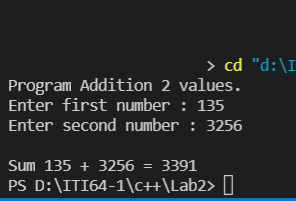 > cd "d:\I
Program Addition 2 values.
Enter first number : 135
Enter second number : 3256
Sum 135 + 3256 = 3391
PS D:\ITI64-1\c++\Lab2>